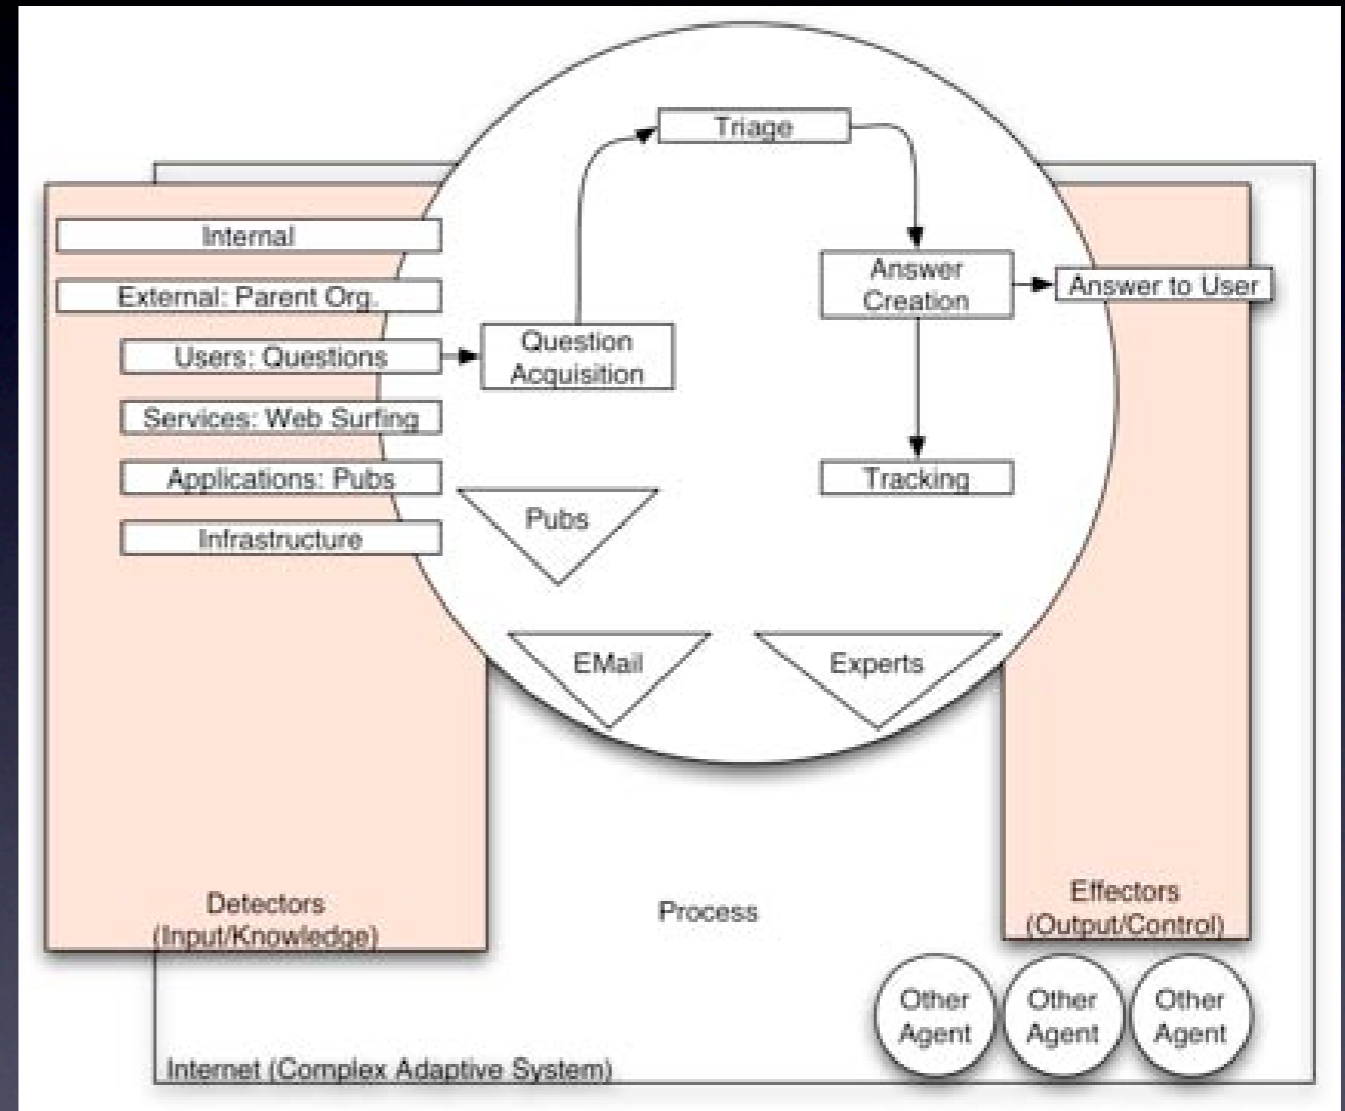 Triage
Internal
External: Parent Org.
Users: Questions
Services: Web Surfing
Applications: Pubs
Infrastructure
Question
Acquisition
Answer
Creation
Answer to User
Tracking
Pubs
EMail
Experts
Detectors
(Input/Knowledge)
Process
Effectors
(Output/Control)
Other
Agent
Other
Agent
Other
Agent
Internet (Complex Adaptive System)